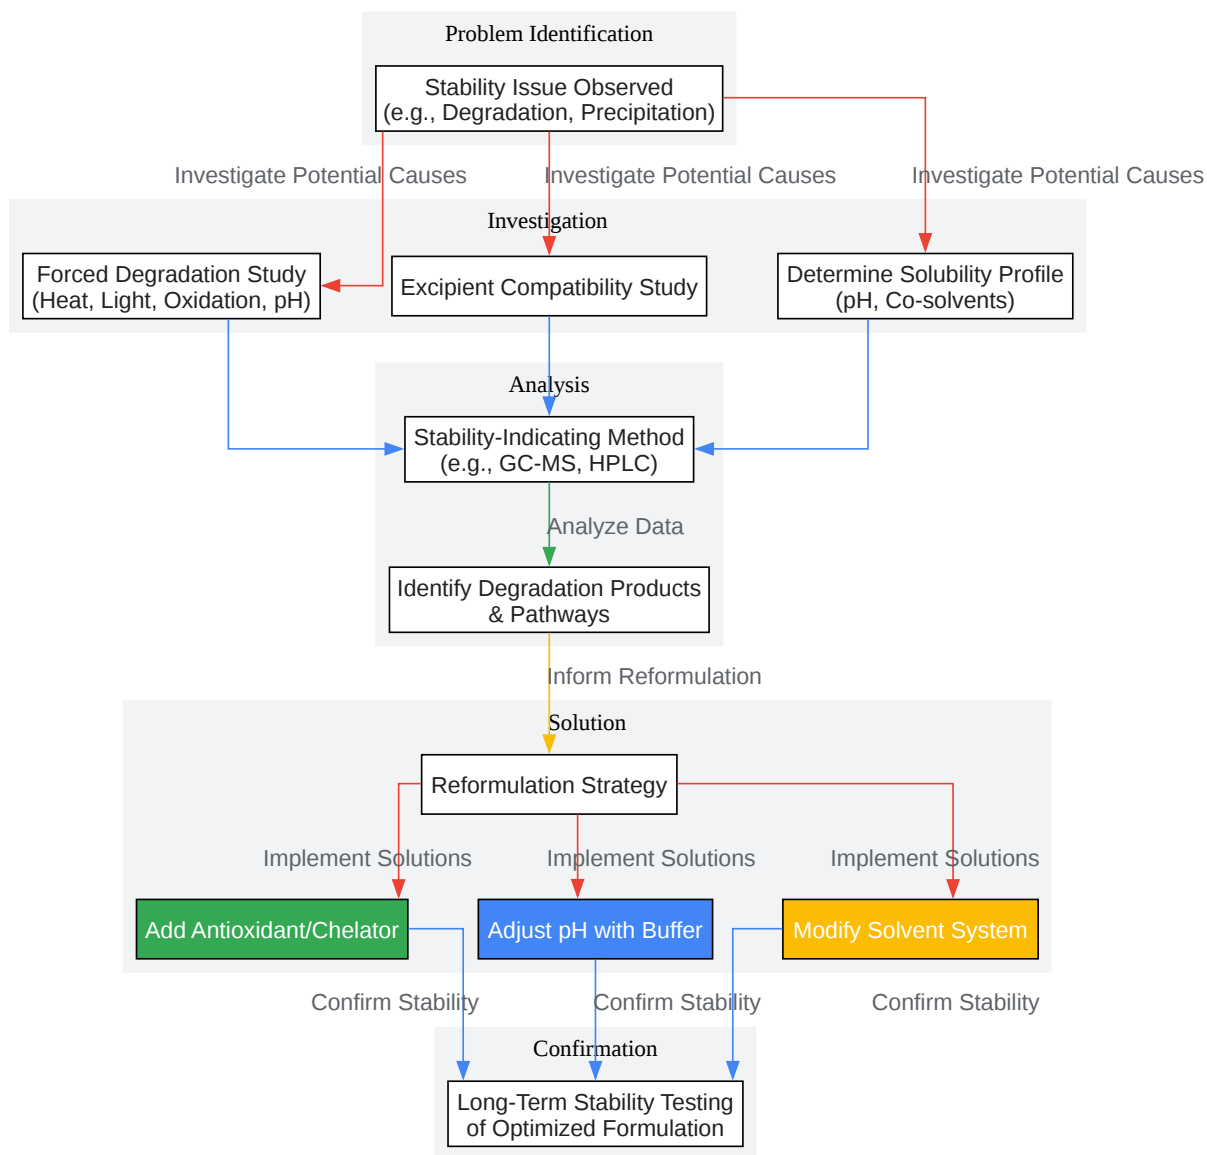 Problem Identification
Stability Issue Observed
(e.g., Degradation, Precipitation)
Investigate Potential Causes
Investigate Potential Causes
Investigate Potential Causes
Investigation
Forced Degradation Study
(Heat, Light, Oxidation, pH)
Excipient Compatibility Study
Determine Solubility Profile
(pH, Co-solvents)
Analysis
Stability-Indicating Method
(e.g., GC-MS, HPLC)
Analyze Data
Identify Degradation Products
& Pathways
Inform Reformulation
Solution
Reformulation Strategy
Implement Solutions
Implement Solutions
Implement Solutions
Add Antioxidant/Chelator
Adjust pH with Buffer
Modify Solvent System
Confirm Stability
Confirm Stability
Confirm Stability
Confirmation
Long-Term Stability Testing
of Optimized Formulation